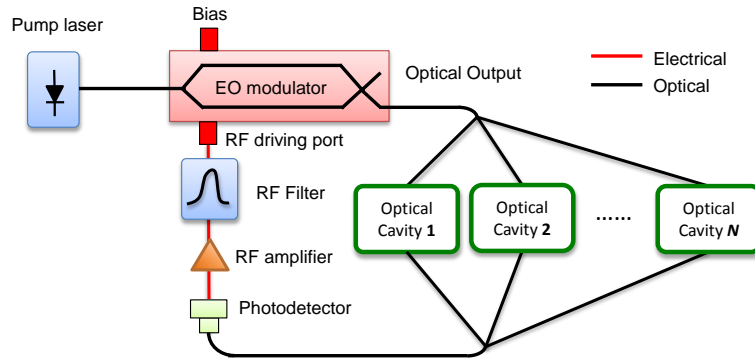 Pump laser
Bias
EO modulator
Optical Output
Electrical
Optical
RF driving port
RF Filter
RF amplifier
Photodetector
Optical
Cavity 1
Optical
Cavity 2
......
Optical
Cavity N